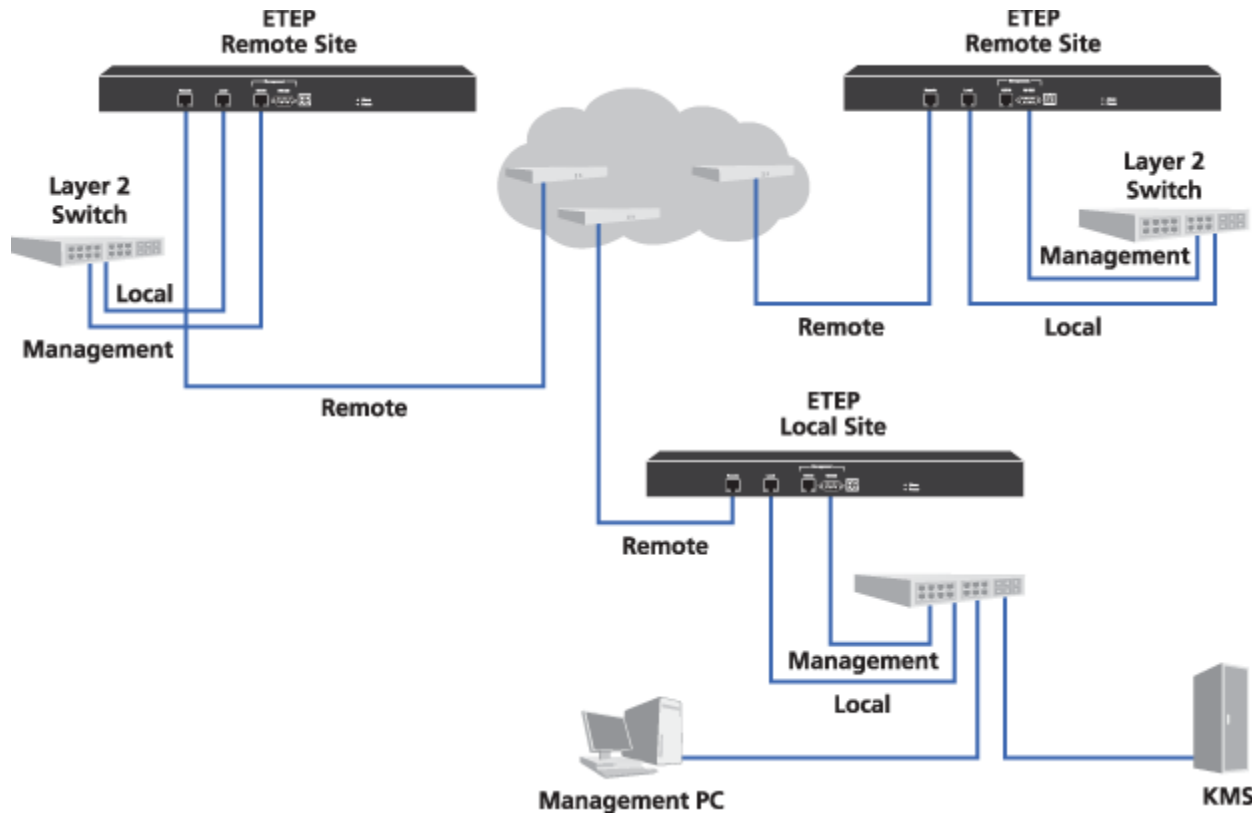 ETEP
Remote Site
ETEP
Remote Site
Layer 2
Switch
Layer 2
Switch
Management
Local
Management
Remote
Local
Remote
ETEP
Local Site
Remote
Management
Local
Management PC
KMS